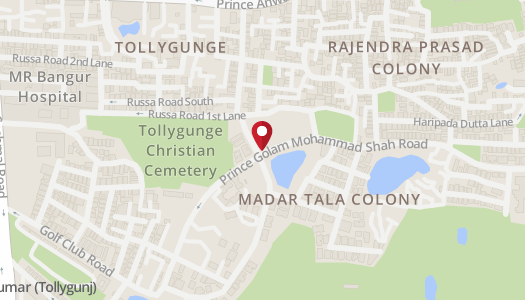 Prince Anwar
TOLLYGUNGE
RAJENDRA PRASAD
COLONY
Russa Road 2nd Lane
MR Bangur
Hospital
Russa Road South
Russa Road 1st Lane
Haripada Dutta Lane
Tollygunge
Christian
Cemetery
Prince Golam Mohammad Shah Road
MADAR TALA COLONY
Road
Golf Club Road
umar (Tollygunj)